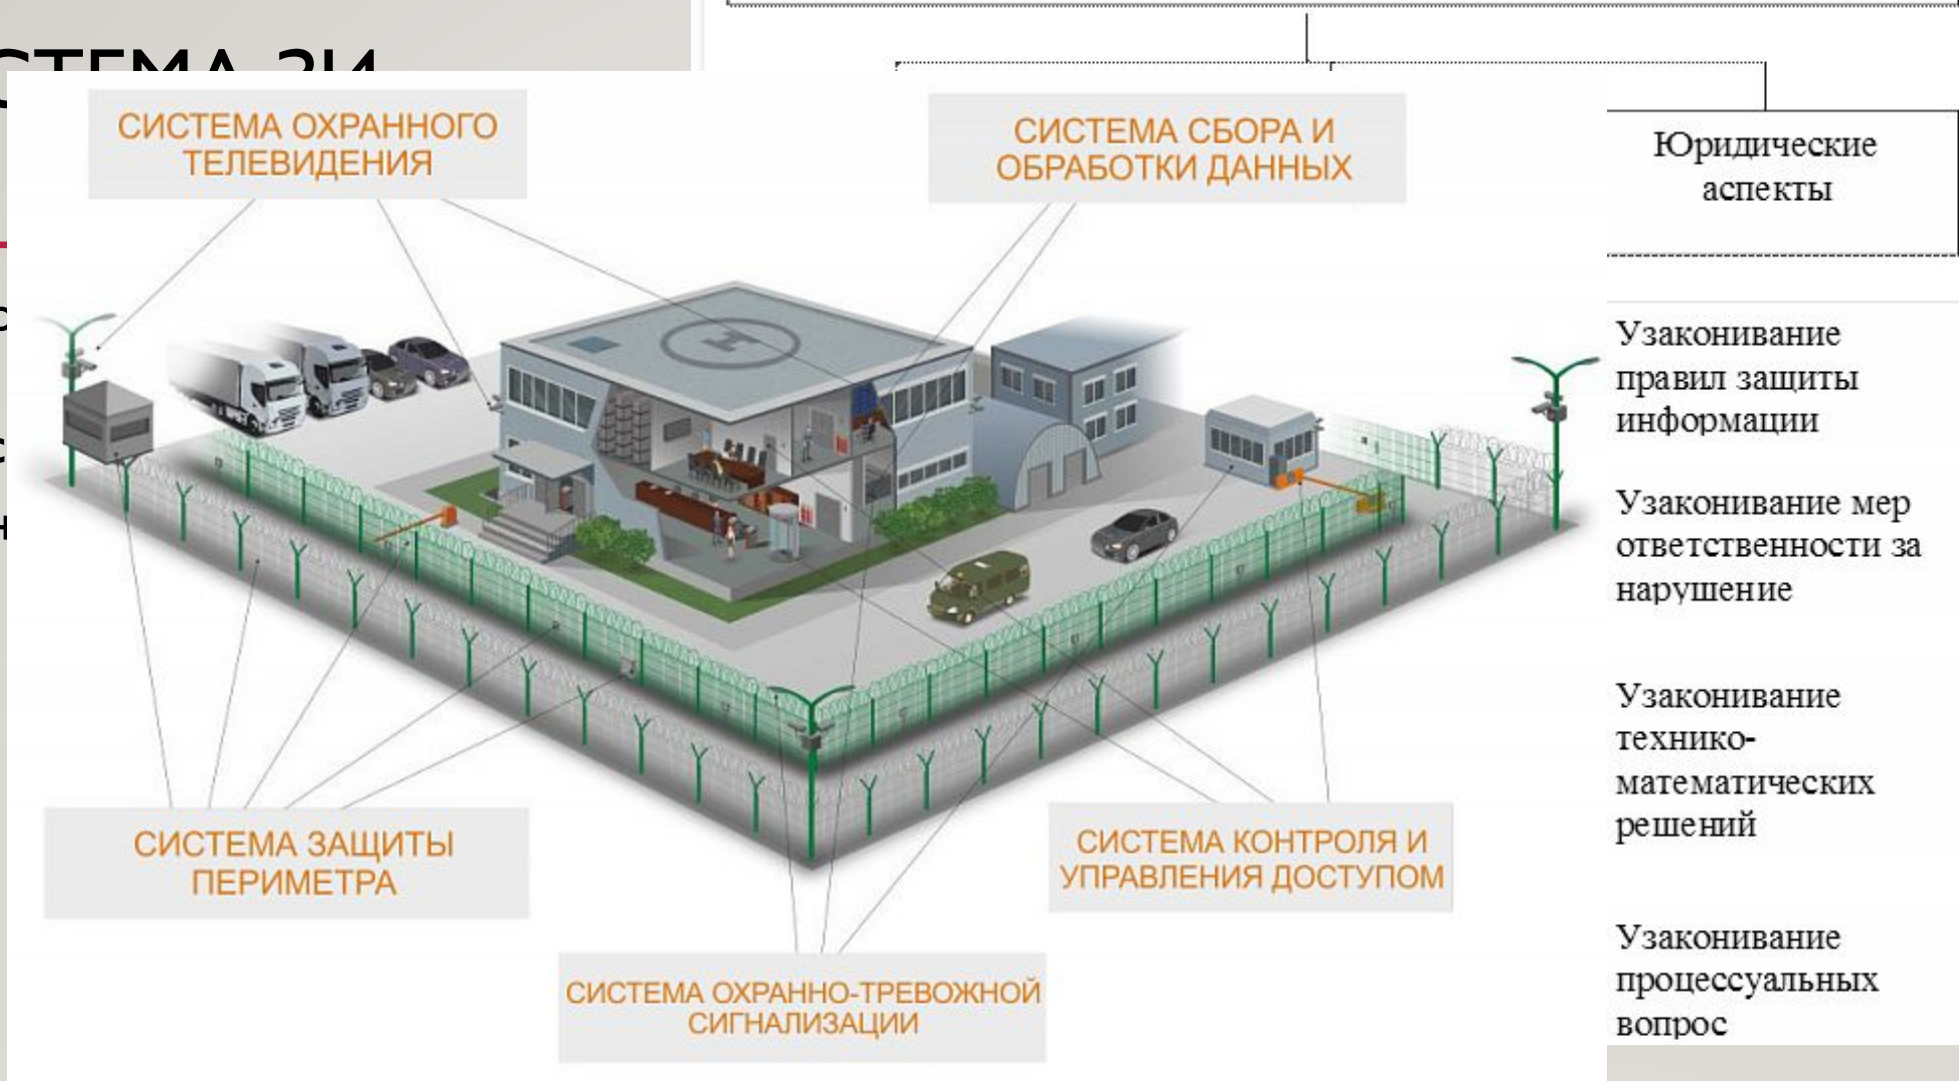 СИСТЕМА ОХРАННОГО
ТЕЛЕВИДЕНИЯ
СИСТЕМА СБОРА И
ОБРАБОТКИ ДАННЫХ
СИСТЕМА ЗАЩИТЫ
ПЕРИМЕТРА
СИСТЕМА КОНТРОЛЯ И
УПРАВЛЕНИЯ ДОСТУПОМ
СИСТЕМА ОХРАННО-ТРЕВОЖНОЙ
СИГНАЛИЗАЦИИ
Юридические
аспекты
Узаконивание
правил защиты
информации
Узаконивание мер
ответственности за
нарушение
Узаконивание
технико-
математических
решений
Узаконивание
процессуальных
вопрос